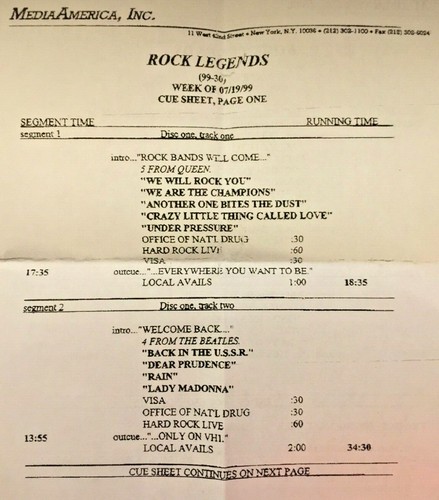 MEDIAAMERICA, INC.
11 West 42nd Street • New York, N.Y. 10036 • (212) 302-1100 • Fax (212) 302-6024
ROCK LEGENDS
(99-30)
WEEK OF 07/19/99
CUE SHEET, PAGE ONE
SEGMENT TIME RUNNING TIME
segment 1 Disc one, track one
intro..."ROCK BANDS WILL COME..."
5 FROM QUEEN.
"WE WILL ROCK YOU"
"WE ARE THE CHAMPIONS"
"ANOTHER ONE BITES THE DUST"
"CRAZY LITTLE THING CALLED LOVE"
"UNDER PRESSURE"
OFFICE OF NAT'L DRUG :30
HARD ROCK LIVE :60
VISA :30
17:35 outcue..."...EVERYWHERE YOU WANT TO BE."
LOCAL AVAILS 1:00 18:35
segment 2 Disc one, track two
intro..."WELCOME BACK...."
4 FROM THE BEATLES.
"BACK IN THE U.S.S.R."
"DEAR PRUDENCE"
"RAIN"
"LADY MADONNA"
VISA :30
OFFICE OF NAT'L DRUG :30
HARD ROCK LIVE :60
13:55 outcue..."...ONLY ON VH1."
LOCAL AVAILS 2:00 34:30
CUE SHEET CONTINUES ON NEXT PAGE